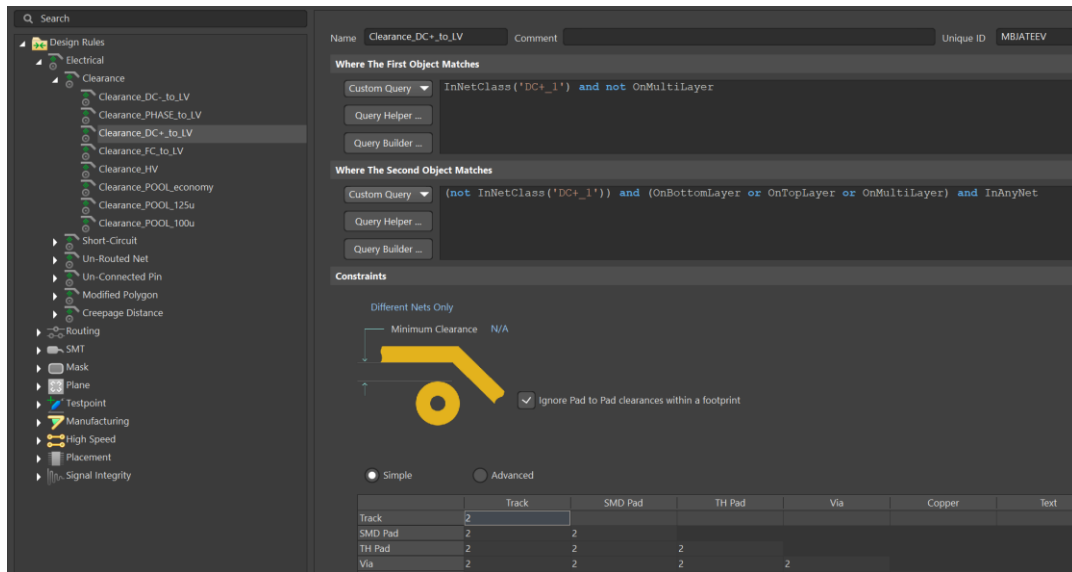 Search
Design Rules
Electrical
Clearance
Clearance_DC-_to_LV
Clearance_PHASE_to_LV
Clearance_DC+_to_LV
Clearance_FC_to_LV
Clearance_HV
Clearance_POOL_economy
Clearance_POOL_125u
Clearance_POOL_100u
Short-Circuit
Un-Routed Net
Un-Connected Pin
Modified Polygon
Creepage Distance
Routing
SMT
Mask
Plane
Testpoint
Manufacturing
High Speed
Placement
Signal Integrity
Name Clearance_DC+_to_LV Comment Unique ID MBJATEEV
Where The First Object Matches
Custom Query InNetClass('DC+_1') and not OnMultiLayer
Query Helper ...
Query Builder ...
Where The Second Object Matches
Custom Query (not InNetClass('DC+_1')) and (OnBottomLayer or OnTopLayer or OnMultiLayer) and InAnyNet
Query Helper ...
Query Builder ...
Constraints
Different Nets Only
Minimum Clearance N/A
Ignore Pad to Pad clearances within a footprint
Simple Advanced
Track SMD Pad TH Pad Via Copper Text
Track 2
SMD Pad 2 2
TH Pad 2 2 2
Via 2 2 2 2